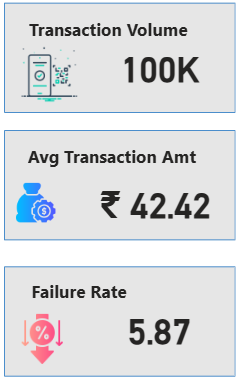 Transaction Volume
100K
Avg Transaction Amt
₹ 42.42
Failure Rate
5.87